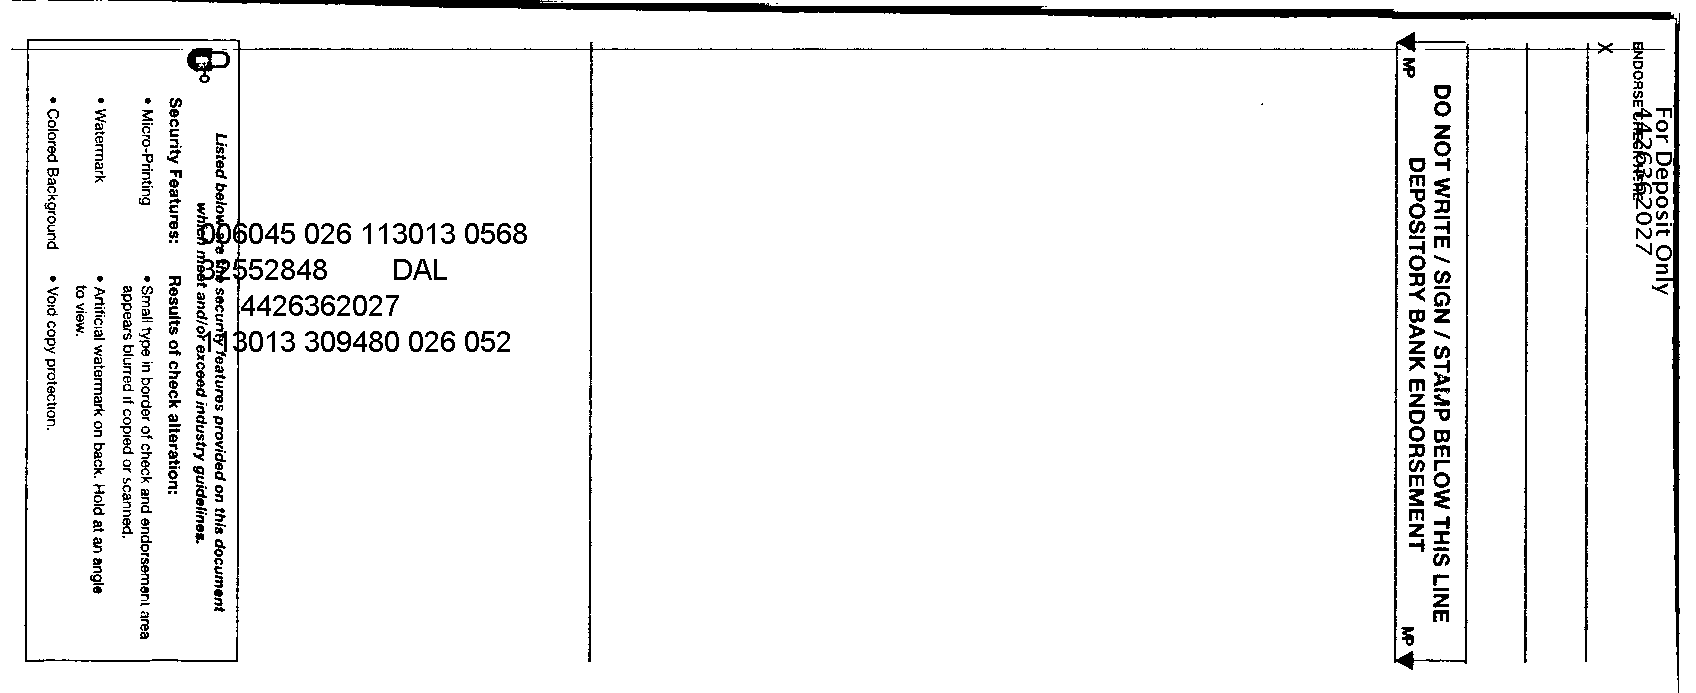 For Deposit Only
4426362027
ENDORSE CHECK HERE
X
DO NOT WRITE / SIGN / STAMP BELOW THIS LINE
DEPOSITORY BANK ENDORSEMENT
MP
MP
006045 026 113013 0568
32552848 DAL
4426362027
113013 309480 026 052
Listed below are the security features provided on this document
which meet and/or exceed industry guidelines.
Security Features: Results of check alteration:
• Micro-Printing • Small type in border of check and endorsement area
appears blurred if copied or scanned.
• Watermark • Artificial watermark on back. Hold at an angle
to view.
• Colored Background • Void copy protection.